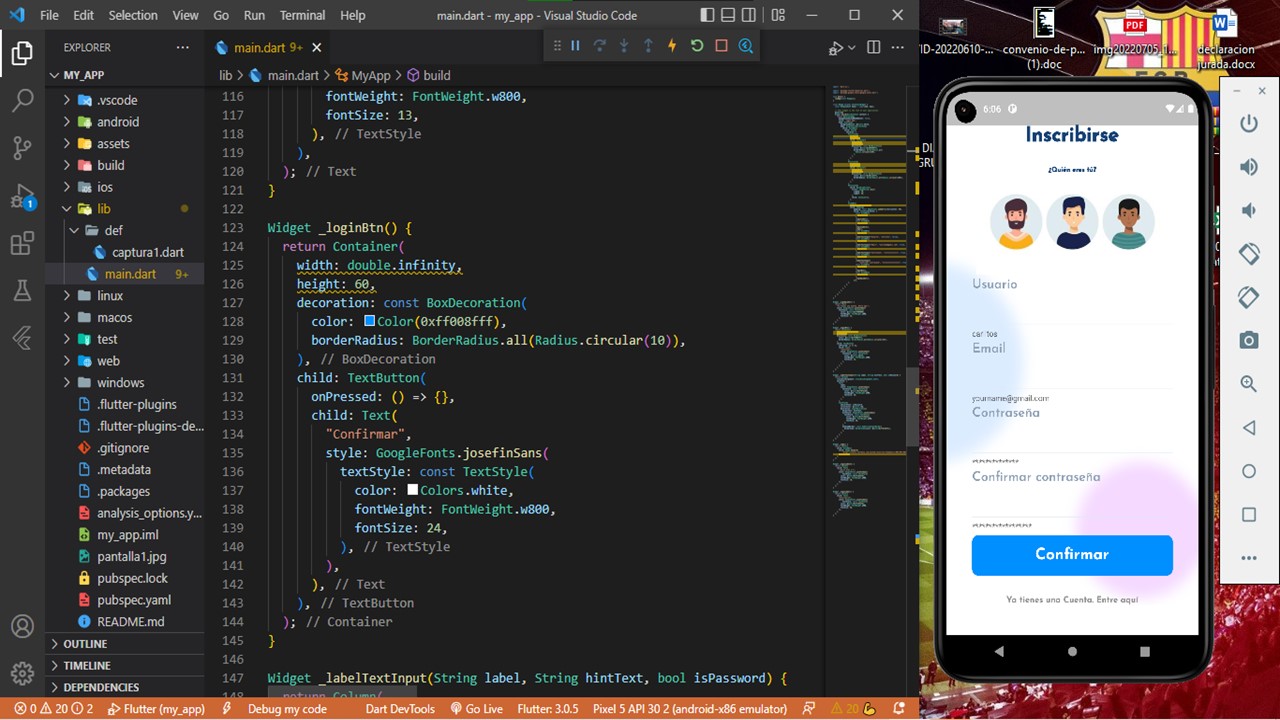 File Edit Selection View Go Run Terminal Help
main.dart - my_app - Visual Studio Code
EXPLORER
MY_APP
.vscode
android
assets
build
ios
lib
def
captura1.dart
main.dart 9+
linux
macos
test
web
windows
.flutter-plugins
.flutter-plugins-de...
.gitignore
.metadata
.packages
analysis_options.y...
my_app.iml
pantalla1.jpg
pubspec.lock
pubspec.yaml
README.md
OUTLINE
TIMELINE
DEPENDENCIES
1
main.dart 9+
lib > main.dart > MyApp > build
116 fontWeight: FontWeight.w800,
117 fontSize: 13,
118 ), // TextStyle
119 ),
120 ); // Text
121 }
122
123 Widget _loginBtn() {
124 return Container(
125 width: double.infinity,
126 height: 60,
127 decoration: const BoxDecoration(
128 color: Color(0xff008fff),
129 borderRadius: BorderRadius.all(Radius.circular(10)),
130 ), // BoxDecoration
131 child: TextButton(
132 onPressed: () => {},
133 child: Text(
134 "Confirmar",
135 style: GoogleFonts.josefinSans(
136 textStyle: const TextStyle(
137 color: Colors.white,
138 fontWeight: FontWeight.w800,
139 fontSize: 24,
140 ), // TextStyle
141 ),
142 ), // Text
143 ), // TextButton
144 ); // Container
145 }
146
147 Widget _labelTextInput(String label, String hintText, bool isPassword) {
148 return Column(
0 20 2 Flutter (my_app) Debug my code Dart DevTools Go Live Flutter: 3.0.5 Pixel 5 API 30 2 (android-x86 emulator) 20
VID-20220610-...
convenio-de-p...
(1).doc
PDF
img20220705_1...
declaracion
jurada.docx
6:06
Inscribirse
¿Quién eres tú?
Usuario
carlitos
Email
yourname@gmail.com
Contraseña
Confirmar contraseña
Confirmar
Ya tienes una Cuenta. Entre aquí